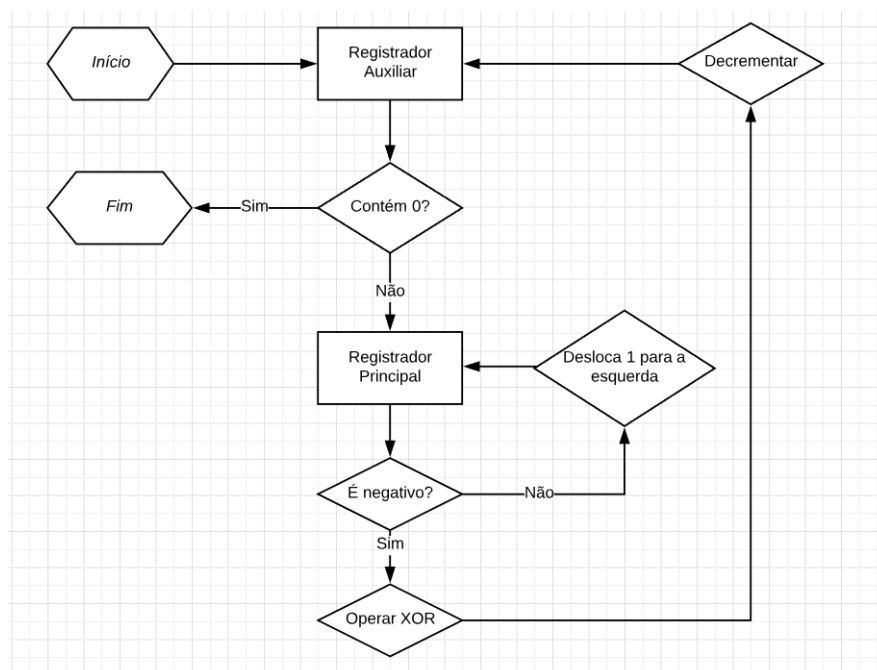 Início
Registrador
Auxiliar
Decrementar
Fim
Sim
Contém 0?
Não
Registrador
Principal
Desloca 1 para a
esquerda
É negativo?
Não
Sim
Operar XOR